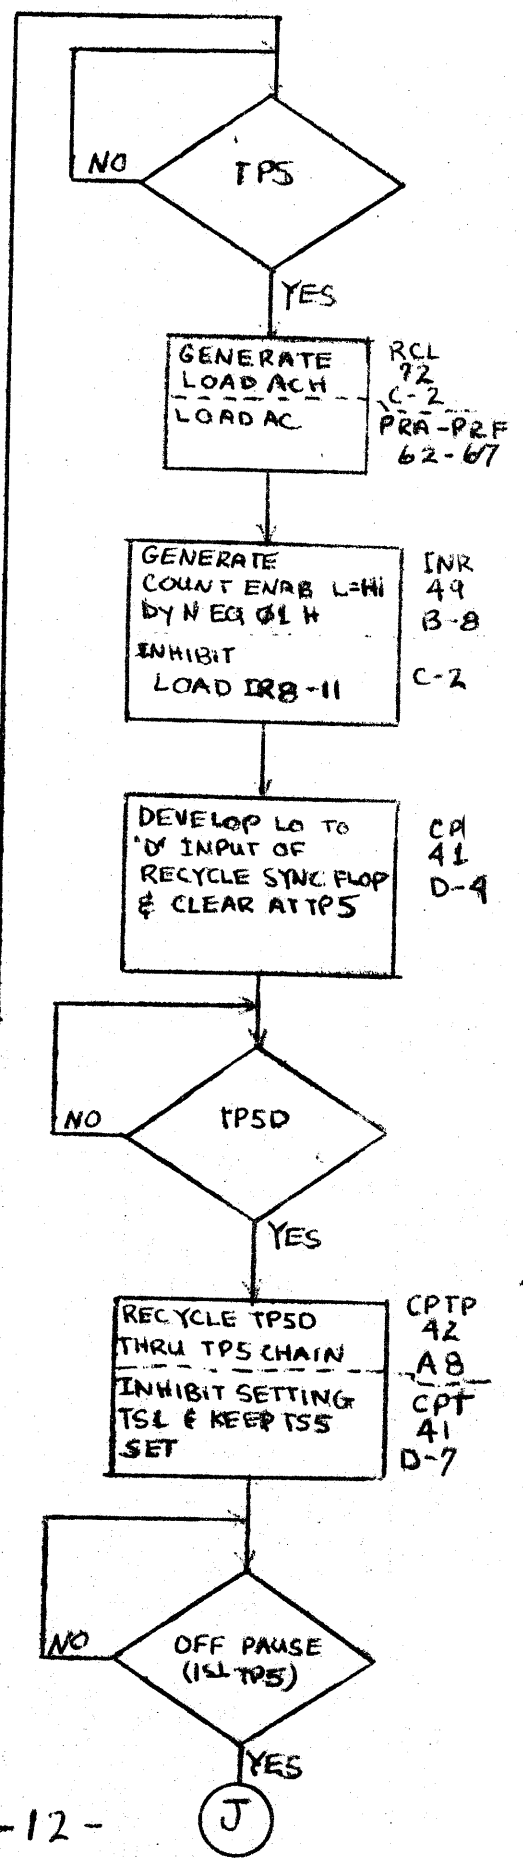 TP5
NO
YES
GENERATE
LOAD ACH
LOAD AC
RCL
72
C-2
PRA-PRF
62-67
GENERATE
COUNT ENAB L=HI
BY N EQ Ø1 H
INHIBIT
LOAD IR8-11
INR
49
B-8
C-2
DEVELOP LO TO
"D" INPUT OF
RECYCLE SYNC FLOP
& CLEAR AT TP5
41
D-4
TP5D
NO
YES
RECYCLE TP5D
THRU TP5 CHAIN
INHIBIT SETTING
TS1 & KEEP TS5
SET
CPTP
42
A8
CPT
41
D-7
OFF PAUSE
(1ST TP5)
NO
YES
J
-12-